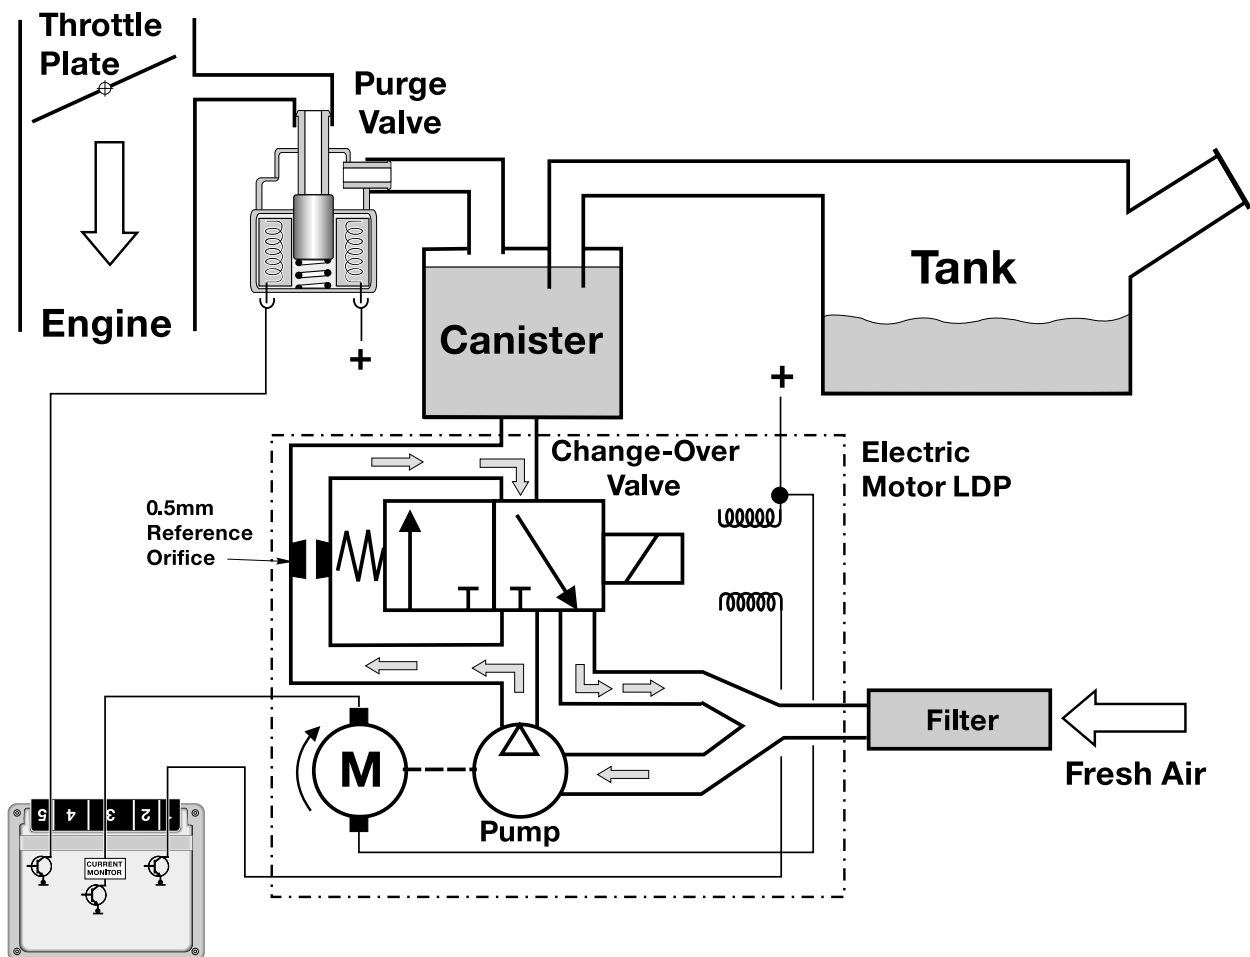 Throttle
Plate
Purge
Valve
Tank
Engine
+
Canister
+
Change-Over
Valve
Electric
Motor LDP
0.5mm
Reference
Orifice
Filter
Fresh Air
M
Pump
5 4 3 2 1
CURRENT
MONITOR